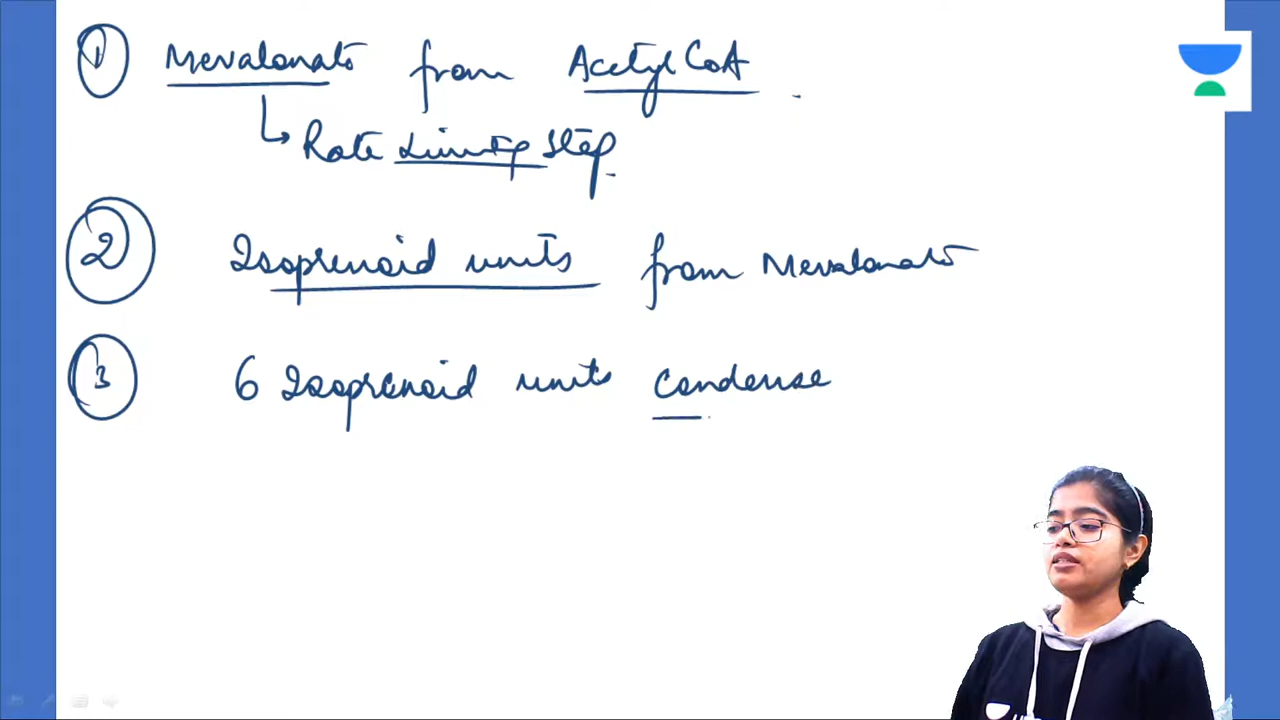 1 Mevalonate from Acetyl CoA.
↳ Rate Limiting Step.
2 Isoprenoid units from Mevalonate
3 6 Isoprenoid units condense